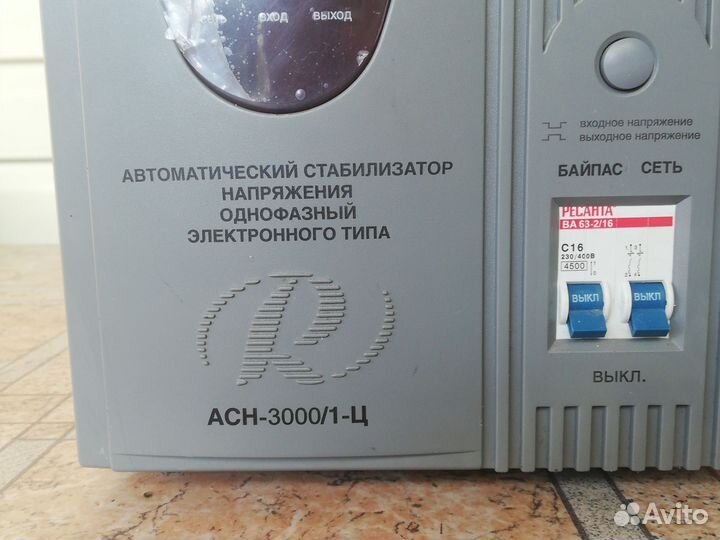 СЕТЬ ВХОД ВЫХОД
входное напряжение
выходное напряжение
БАЙПАС СЕТЬ
АВТОМАТИЧЕСКИЙ СТАБИЛИЗАТОР
НАПРЯЖЕНИЯ
ОДНОФАЗНЫЙ
ЭЛЕКТРОННОГО ТИПА
РЕСАНТА
ВА 63-2/16
C16
230/400В
4500
ВЫКЛ ВЫКЛ
ВЫКЛ.
R
АСН-3000/1-Ц
Avito